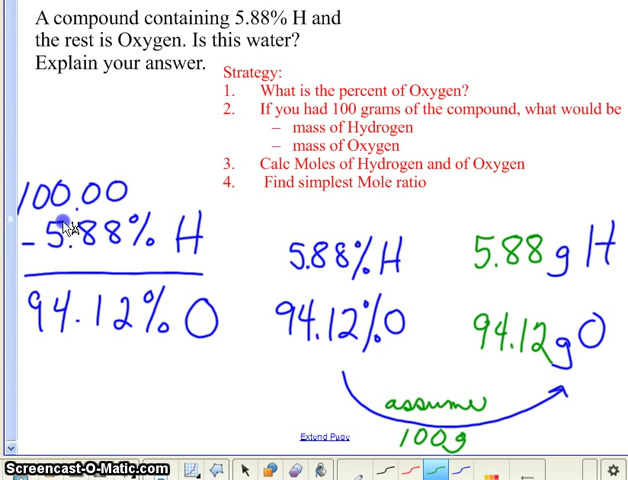 A compound containing 5.88% H and
the rest is Oxygen. Is this water?
Explain your answer.
Strategy:
1. What is the percent of Oxygen?
2. If you had 100 grams of the compound, what would be
– mass of Hydrogen
– mass of Oxygen
3. Calc Moles of Hydrogen and of Oxygen
4. Find simplest Mole ratio
100.00
- 5.88% H
94.12% O
5.88% H
94.12% O
5.88 g H
94.12 g O
assume
100g
Extend Page
Screencast-O-Matic.com